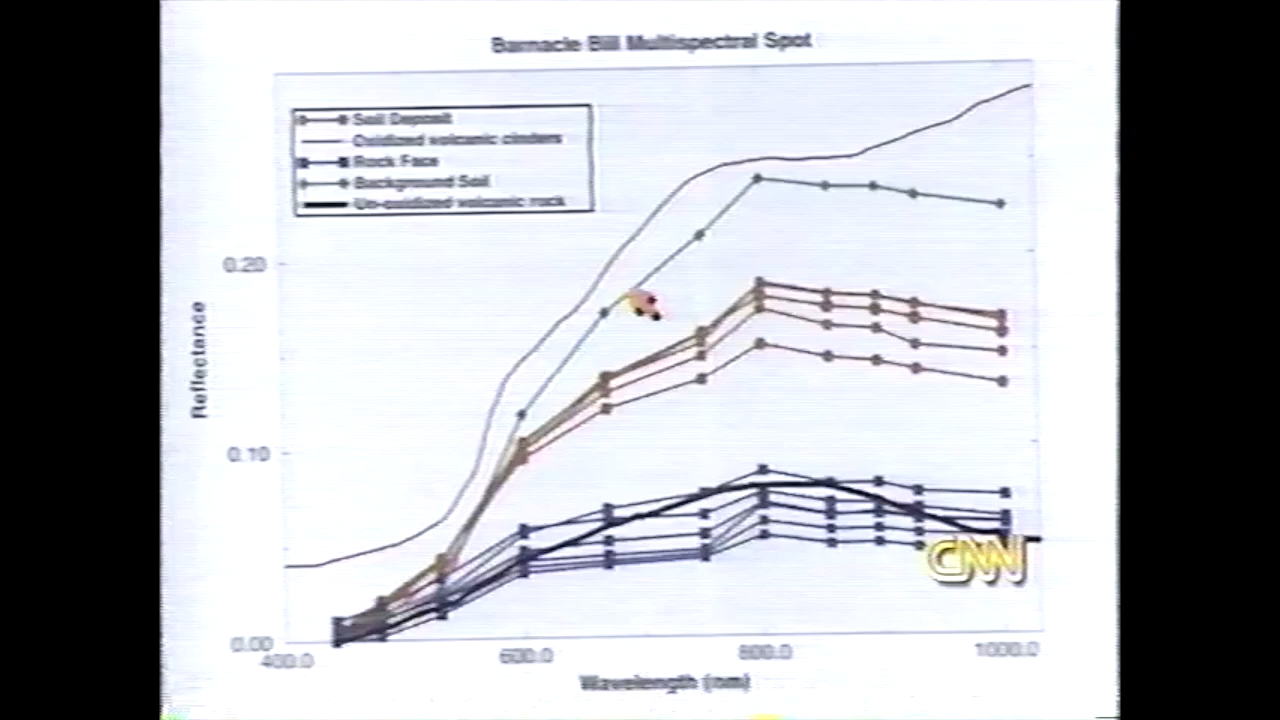 Barnacle Bill Multispectral Spot
Soil Deposit
Oxidized volcanic cinders
Rock Face
Background Soil
Un-oxidized volcanic rock
0.20
0.10
0.00
Reflectance
400.0 600.0 800.0 1000.0
Wavelength (nm)
CNN